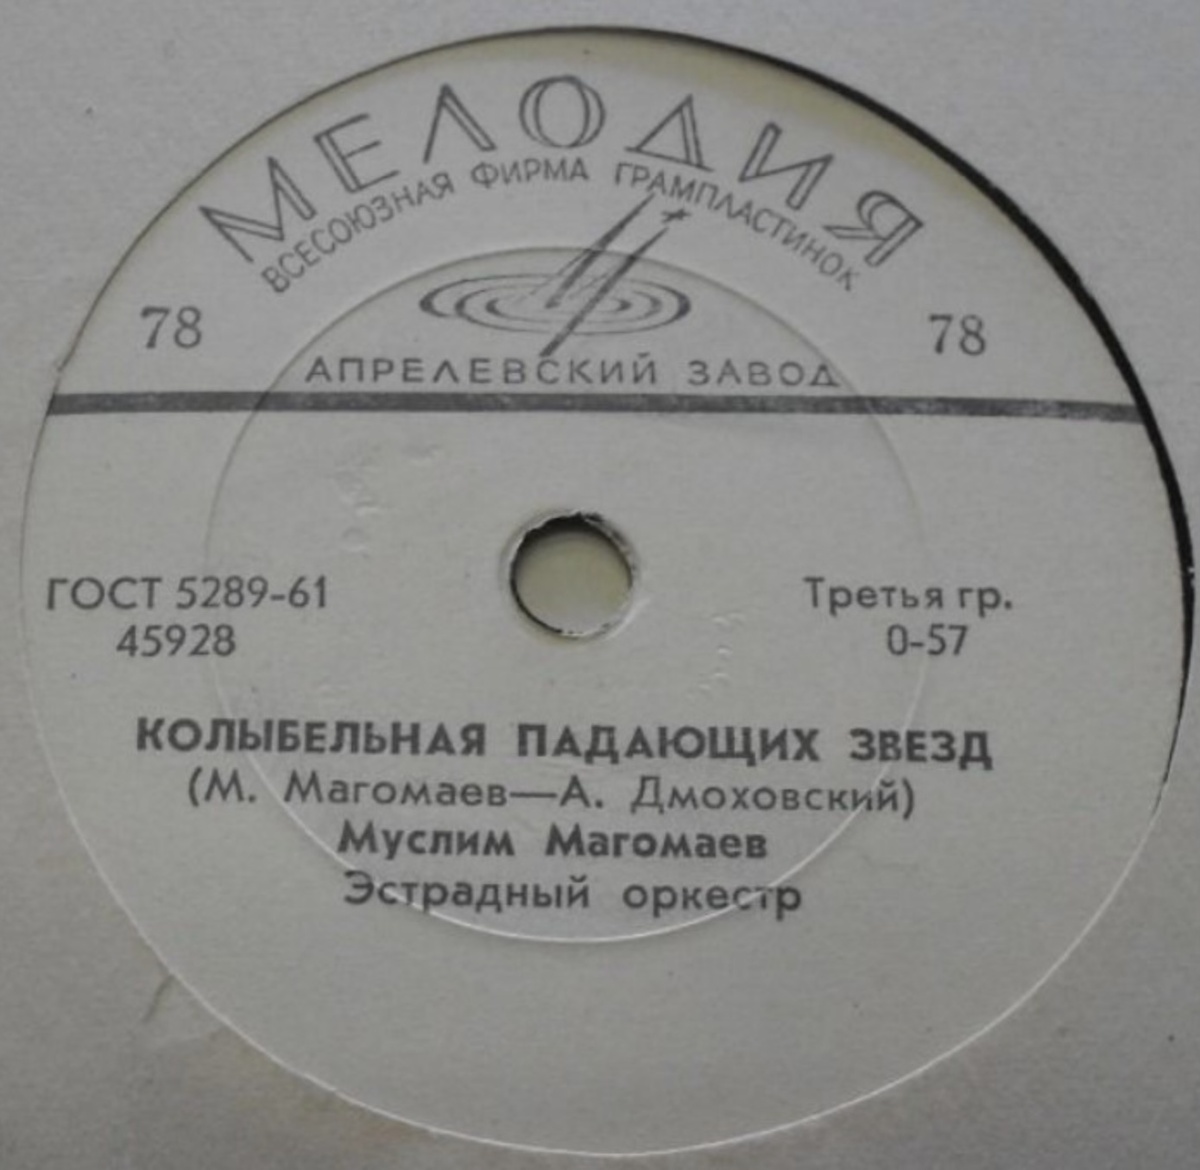 МЕЛОДИЯ
ВСЕСОЮЗНАЯ ФИРМА ГРАМПЛАСТИНОК
78 78
АПРЕЛЕВСКИЙ ЗАВОД
ГОСТ 5289-61 Третья гр.
45928 0-57
КОЛЫБЕЛЬНАЯ ПАДАЮЩИХ ЗВЕЗД
(М. Магомаев—А. Дмоховский)
Муслим Магомаев
Эстрадный оркестр